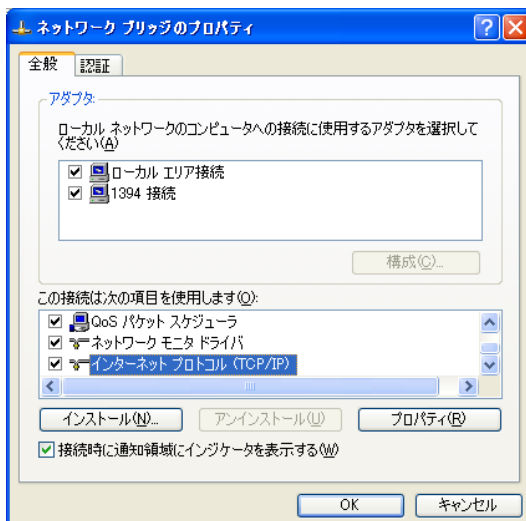 ネットワーク ブリッジのプロパティ
全般
認証
アダプタ:
ローカル ネットワークのコンピュータへの接続に使用するアダプタを選択して
ください(A)
ローカル エリア接続
1394 接続
構成(C)...
この接続は次の項目を使用します(O):
QoS パケット スケジューラ
ネットワーク モニタ ドライバ
インターネット プロトコル (TCP/IP)
インストール(N)...
アンインストール(U)
プロパティ(R)
接続時に通知領域にインジケータを表示する(W)
OK
キャンセル